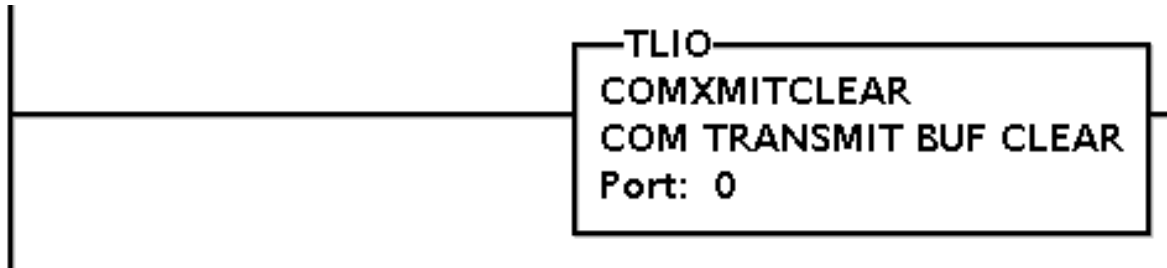 TLIO
COMXMITCLEAR
COM TRANSMIT BUF CLEAR
Port: 0